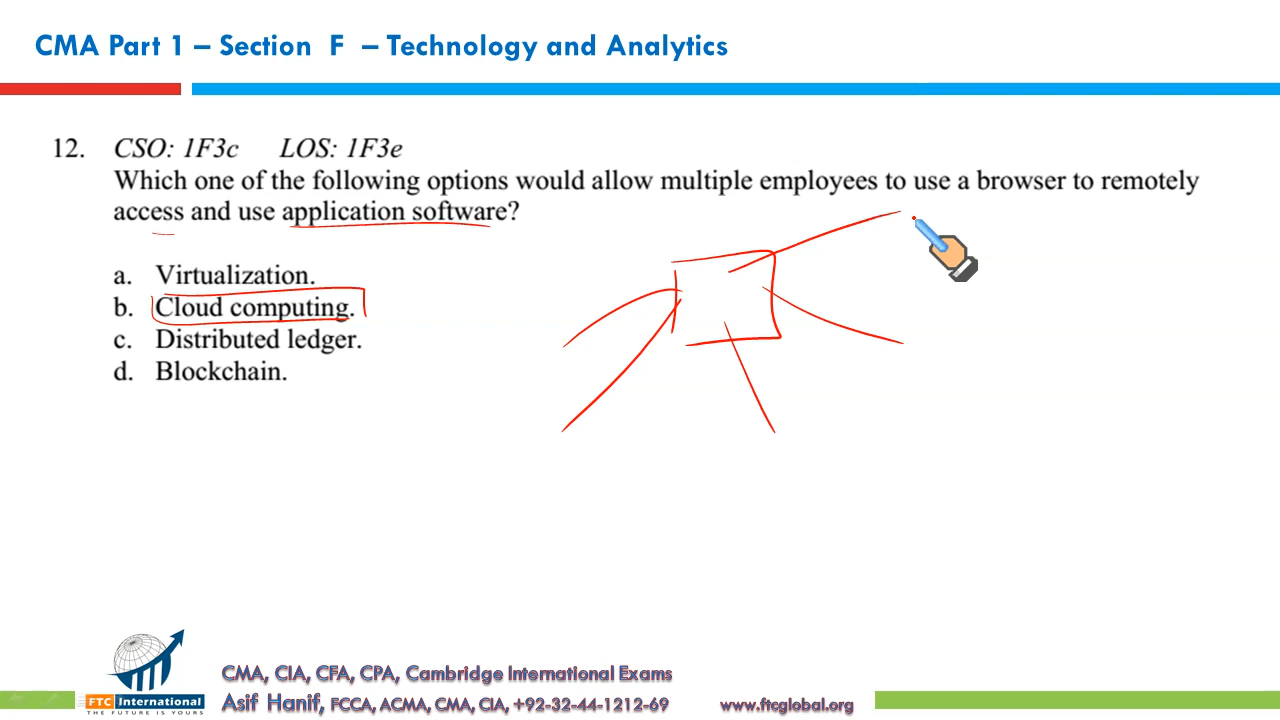 CMA Part 1 – Section F – Technology and Analytics
12. CSO: 1F3c LOS: 1F3e
Which one of the following options would allow multiple employees to use a browser to remotely
access and use application software?
a. Virtualization.
b. Cloud computing.
c. Distributed ledger.
d. Blockchain.
FTC International
THE FUTURE IS YOURS
CMA, CIA, CFA, CPA, Cambridge International Exams
Asif Hanif, FCCA, ACMA, CMA, CIA, +92-32-44-1212-69
www.ftcglobal.org